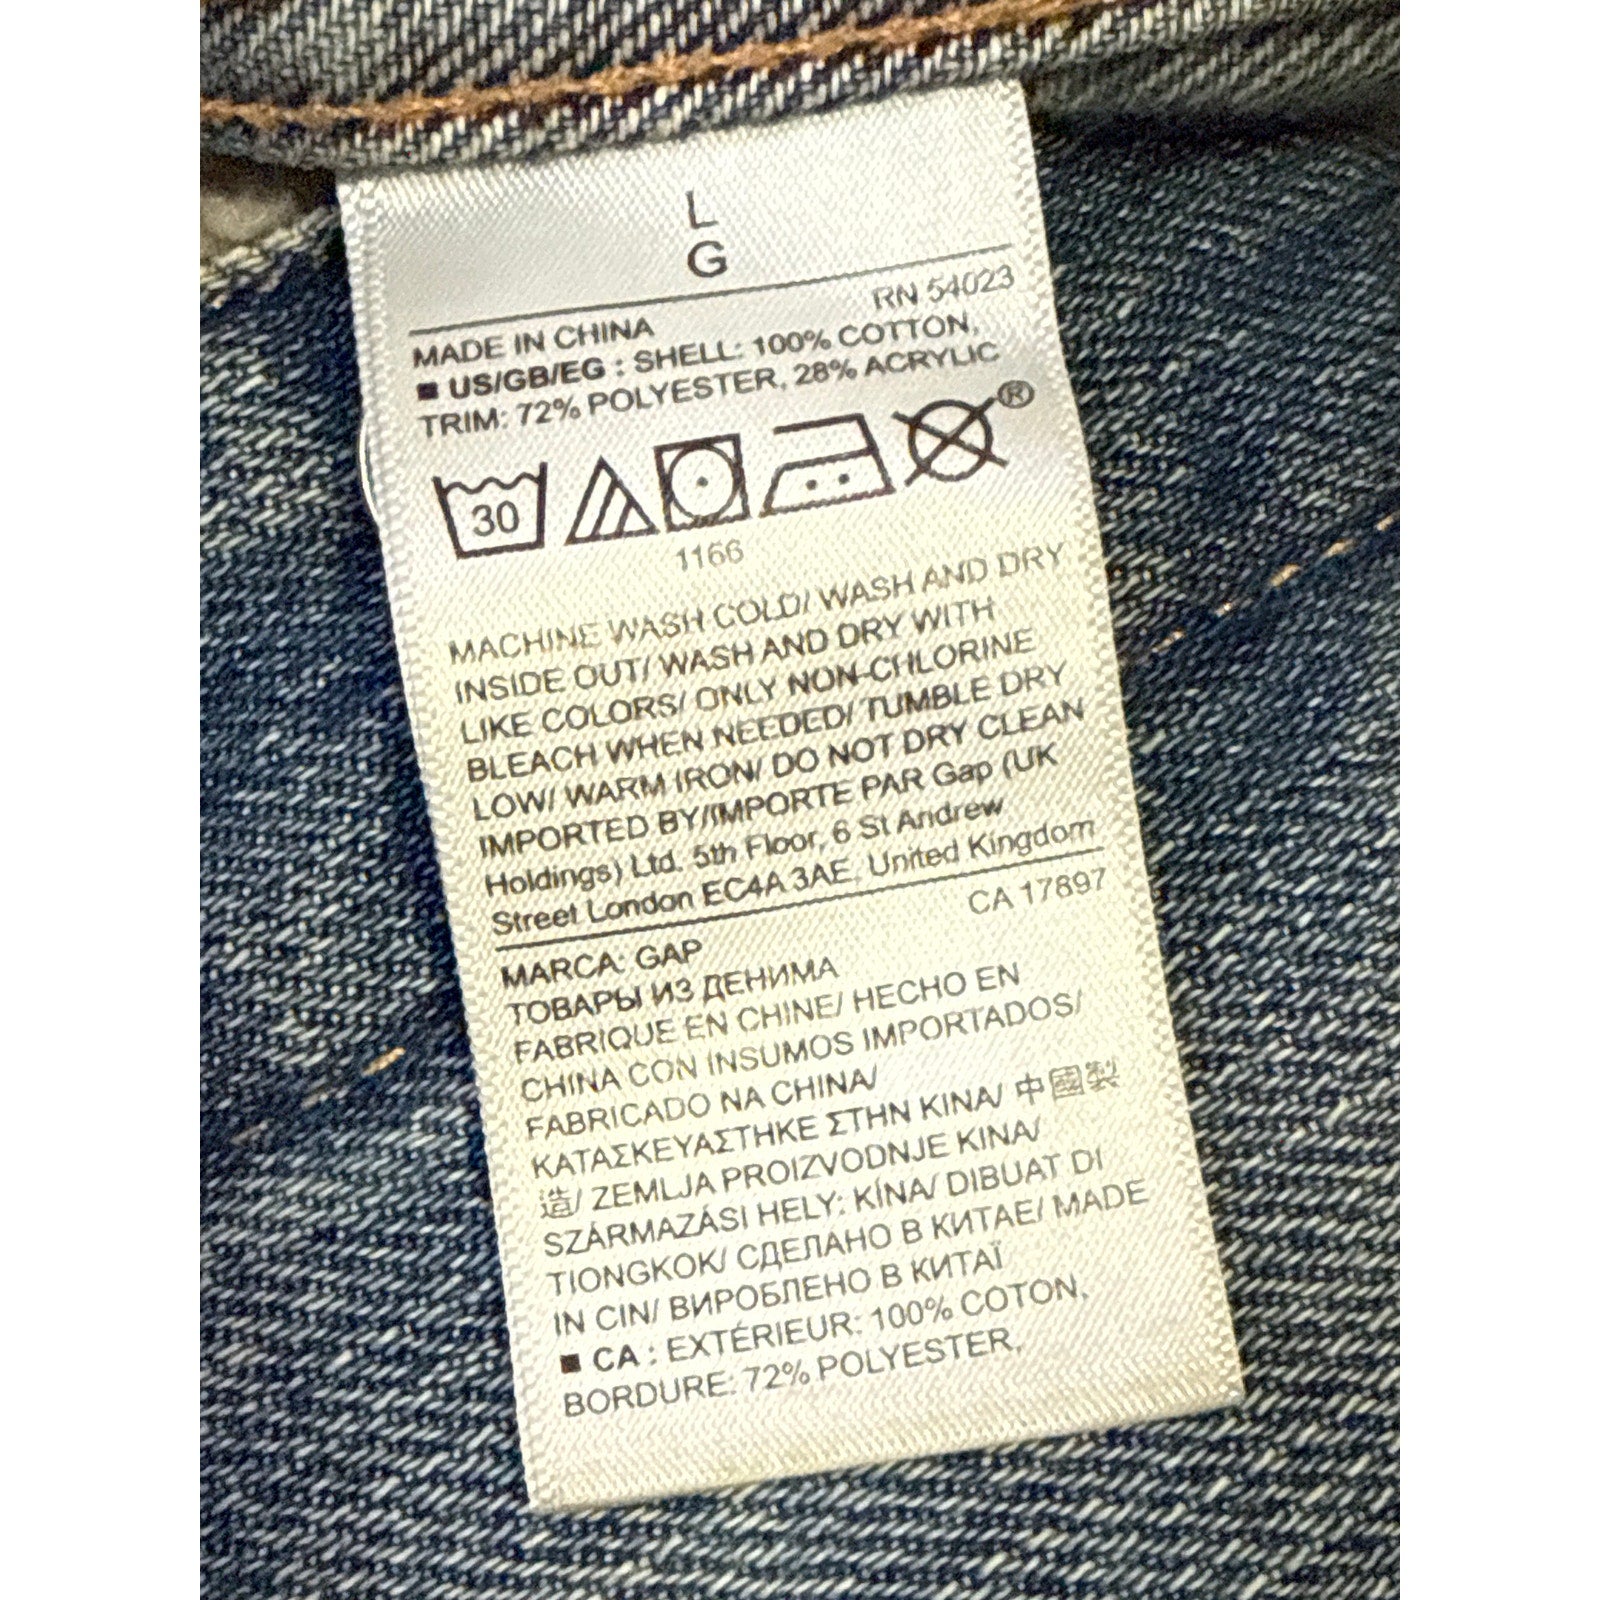 L
G
RN 54023
MADE IN CHINA
■ US/GB/EG : SHELL: 100% COTTON,
TRIM: 72% POLYESTER, 28% ACRYLIC
®
30
1166
MACHINE WASH COLD/ WASH AND DRY
INSIDE OUT/ WASH AND DRY WITH
LIKE COLORS/ ONLY NON-CHLORINE
BLEACH WHEN NEEDED/ TUMBLE DRY
LOW/ WARM IRON/ DO NOT DRY CLEAN
IMPORTED BY/IMPORTE PAR Gap (UK
Holdings) Ltd. 5th Floor, 6 St Andrew
Street London EC4A 3AE, United Kingdom
CA 17897
MARCA: GAP
ТОВАРЫ ИЗ ДЕНИМА
FABRIQUE EN CHINE/ HECHO EN
CHINA CON INSUMOS IMPORTADOS/
FABRICADO NA CHINA/
ΚΑΤΑΣΚΕΥΑΣΤΗΚΕ ΣΤΗΝ ΚΙΝΑ/ 中國製
造/ ZEMLJA PROIZVODNJE KINA/
SZÁRMAZÁSI HELY: KÍNA/ DIBUAT DI
TIONGKOK/ СДЕЛАНО В КИТАЕ/ MADE
IN CIN/ ВИРОБЛЕНО В КИТАЇ
■ CA : EXTÉRIEUR: 100% COTON,
BORDURE: 72% POLYESTER,